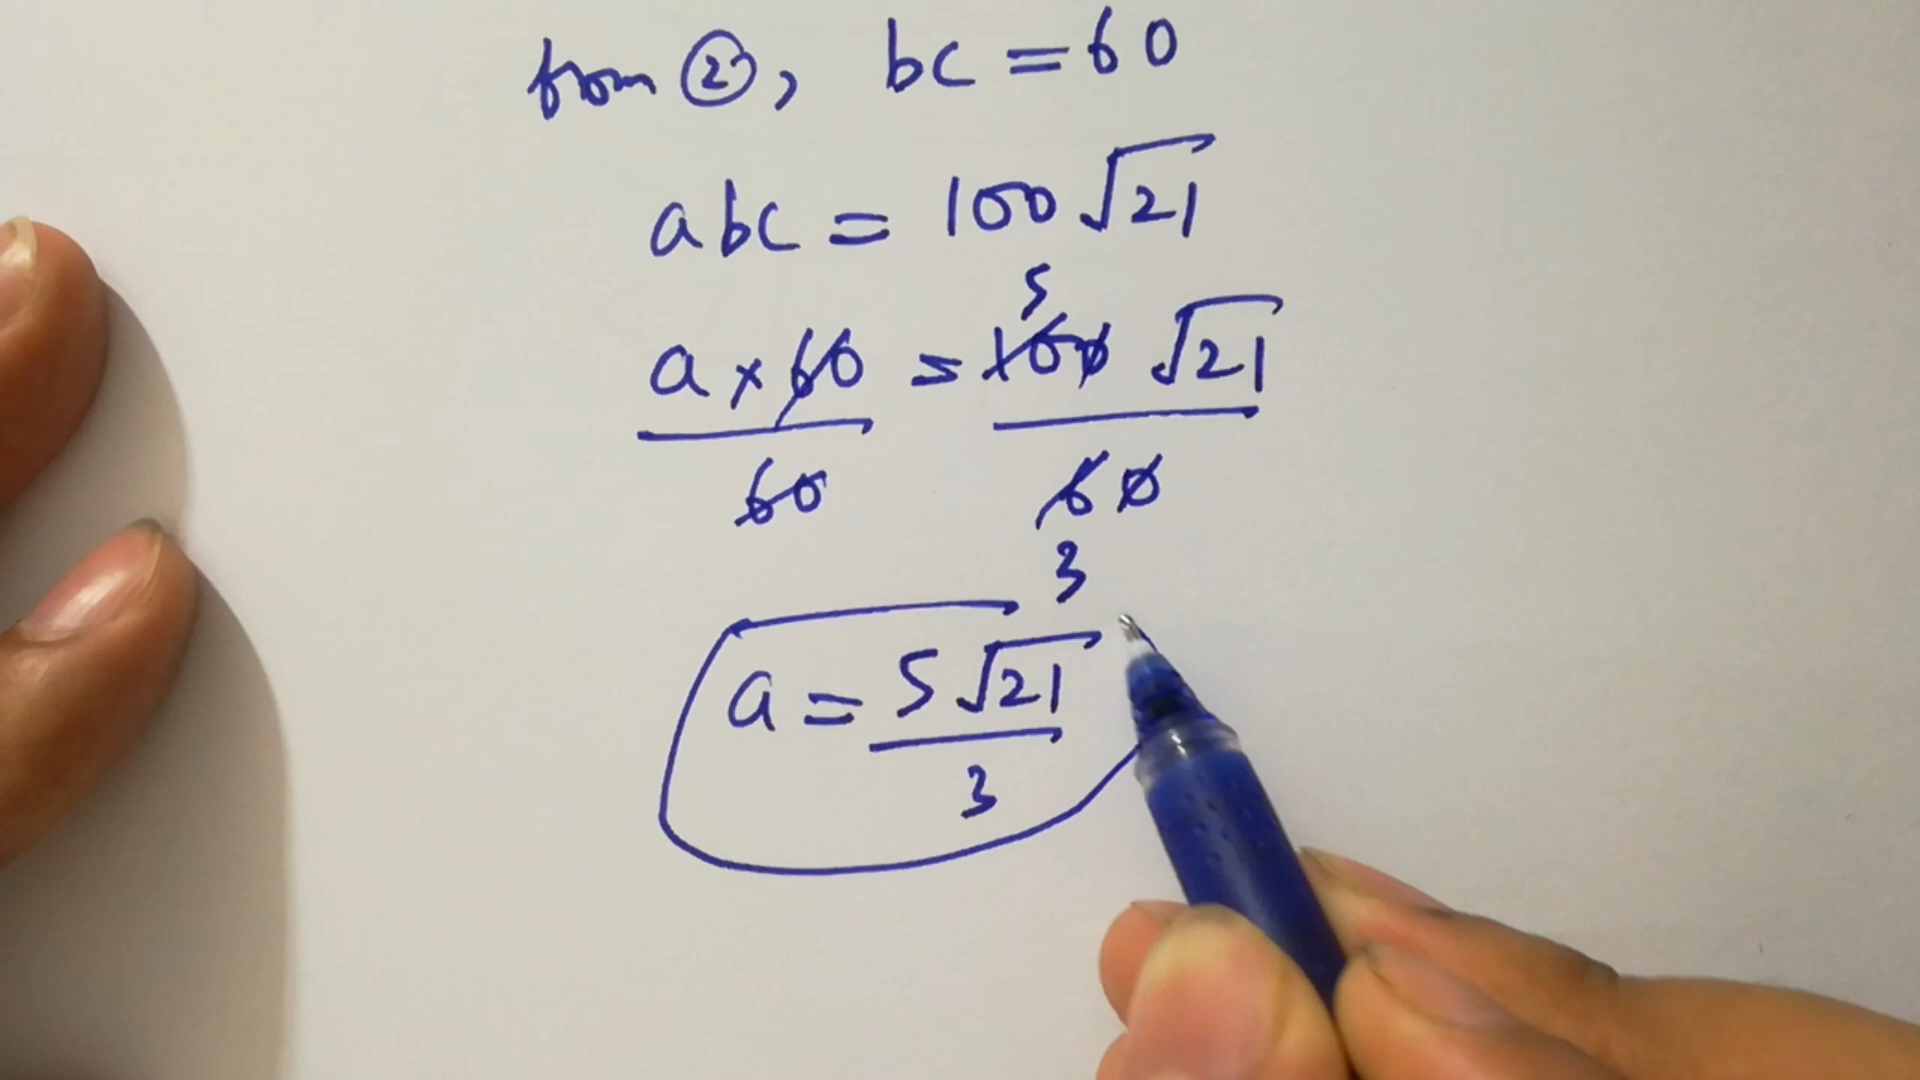 from ②, bc = 60
abc = 100 √21
5
a × 60 = 100 √21
60 60
3
a = 5 √21
3